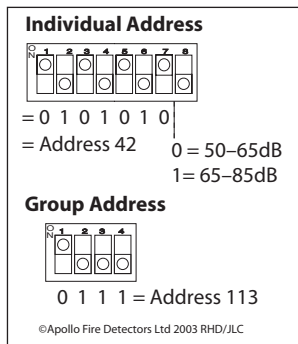 Individual Address
ON 1 2 3 4 5 6 7 8
= 0 1 0 1 0 1 0
= Address 42
0 = 50–65dB
1= 65–85dB
Group Address
ON 1 2 3 4
0 1 1 1 = Address 113
©Apollo Fire Detectors Ltd 2003 RHD/JLC